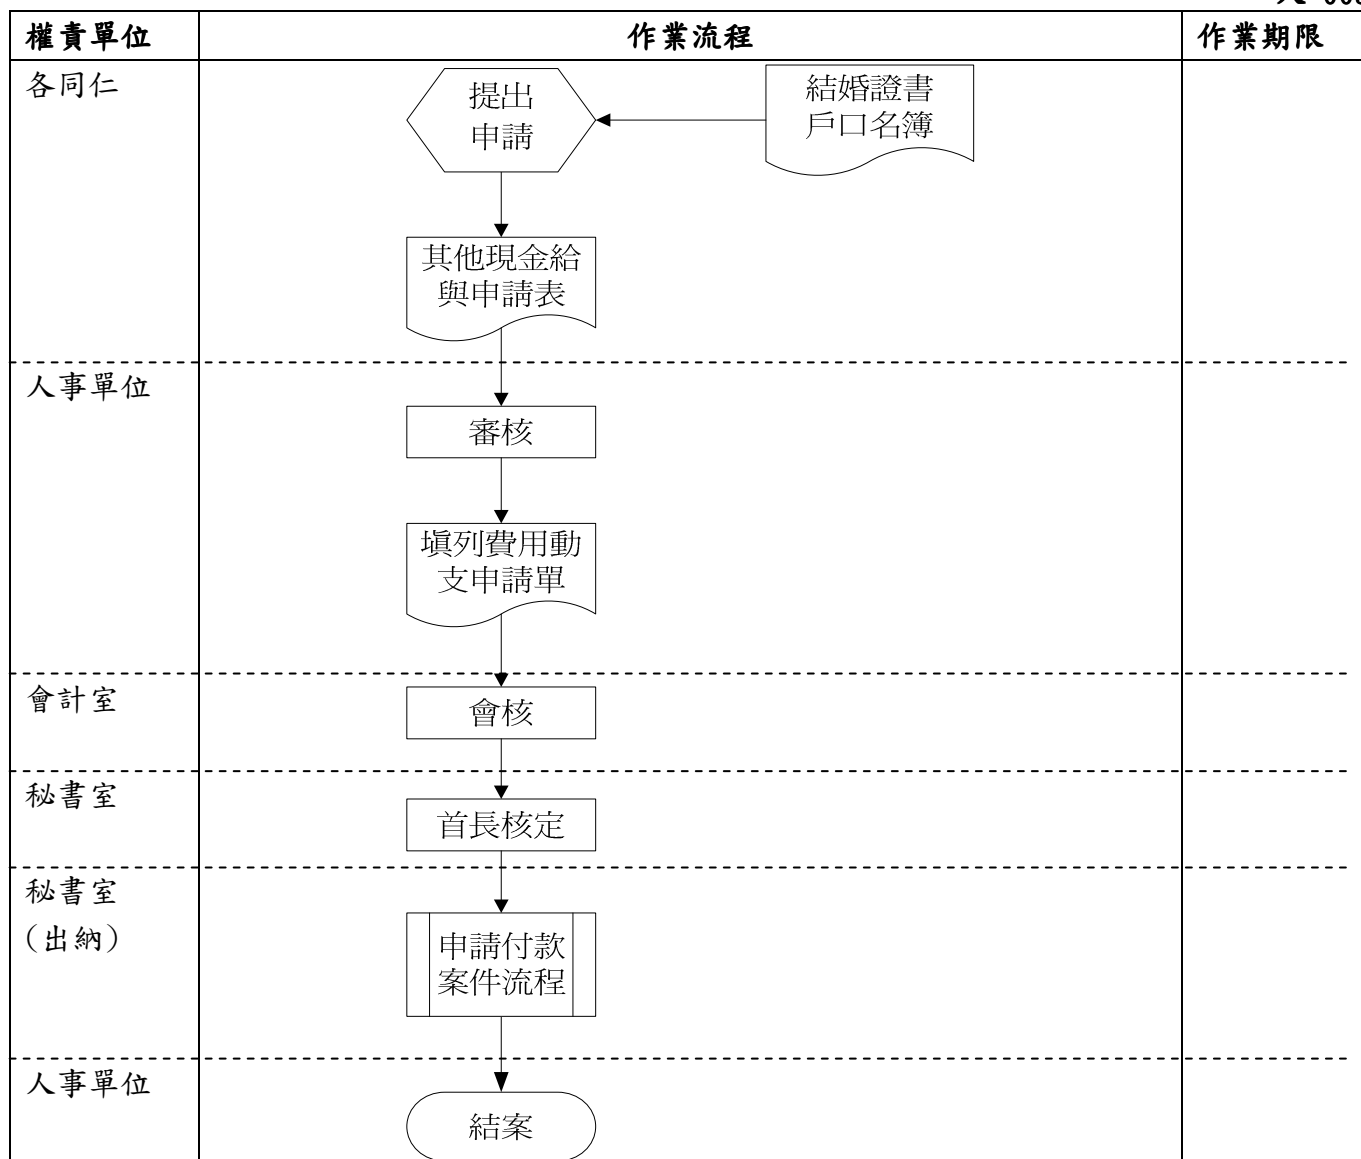 權責單位
作業流程
作業期限
各同仁
提出
申請
結婚證書
戶口名簿
其他現金給
與申請表
人事單位
審核
填列費用動
支申請單
會計室
會核
秘書室
首長核定
秘書室
(出納)
申請付款
案件流程
人事單位
結案